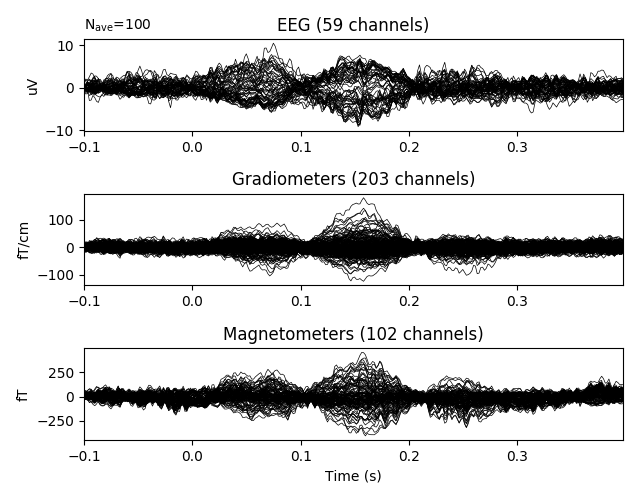 N_ave=100
EEG (59 channels)
10
0
−10
uV
−0.1 0.0 0.1 0.2 0.3
Gradiometers (203 channels)
100
0
−100
fT/cm
−0.1 0.0 0.1 0.2 0.3
Magnetometers (102 channels)
250
0
−250
fT
−0.1 0.0 0.1 0.2 0.3
Time (s)